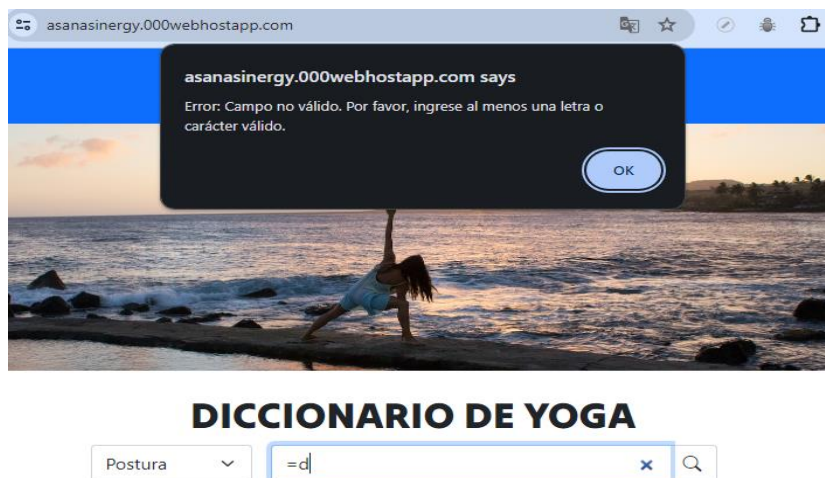 asanasinergy.000webhostapp.com
asanasinergy.000webhostapp.com says
Error: Campo no válido. Por favor, ingrese al menos una letra o
carácter válido.
OK
DICCIONARIO DE YOGA
Postura
=d